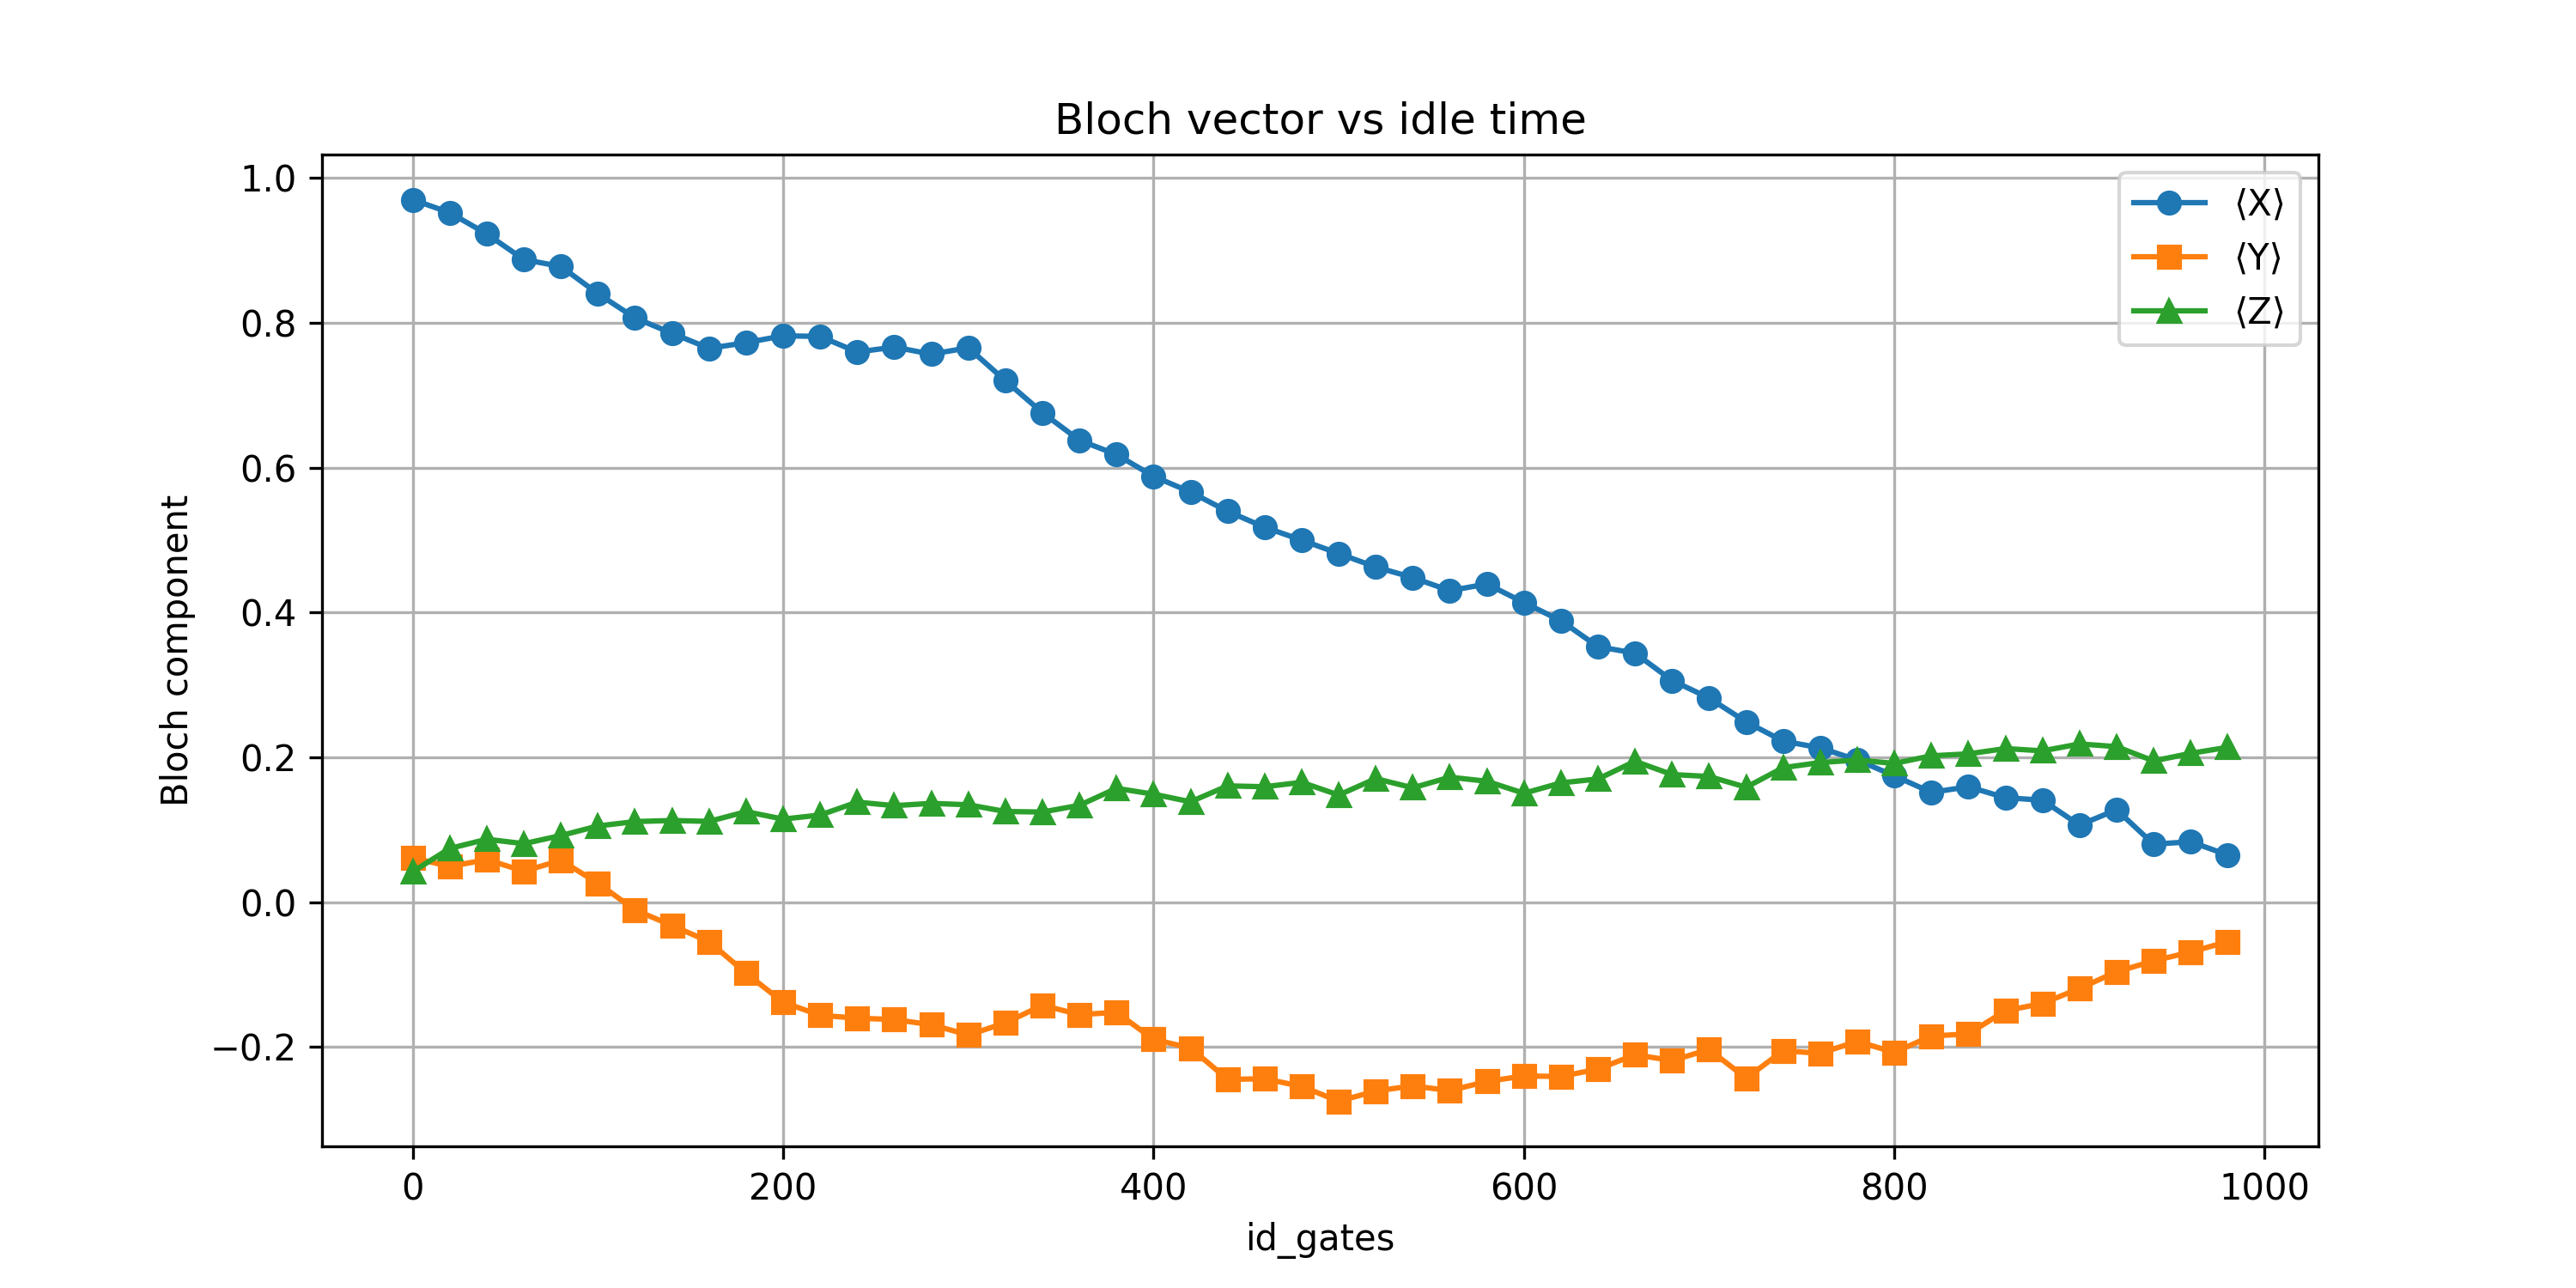 Bloch vector vs idle time
⟨X⟩
⟨Y⟩
⟨Z⟩
1.0
0.8
0.6
0.4
0.2
0.0
−0.2
Bloch component
0 200 400 600 800 1000
id_gates